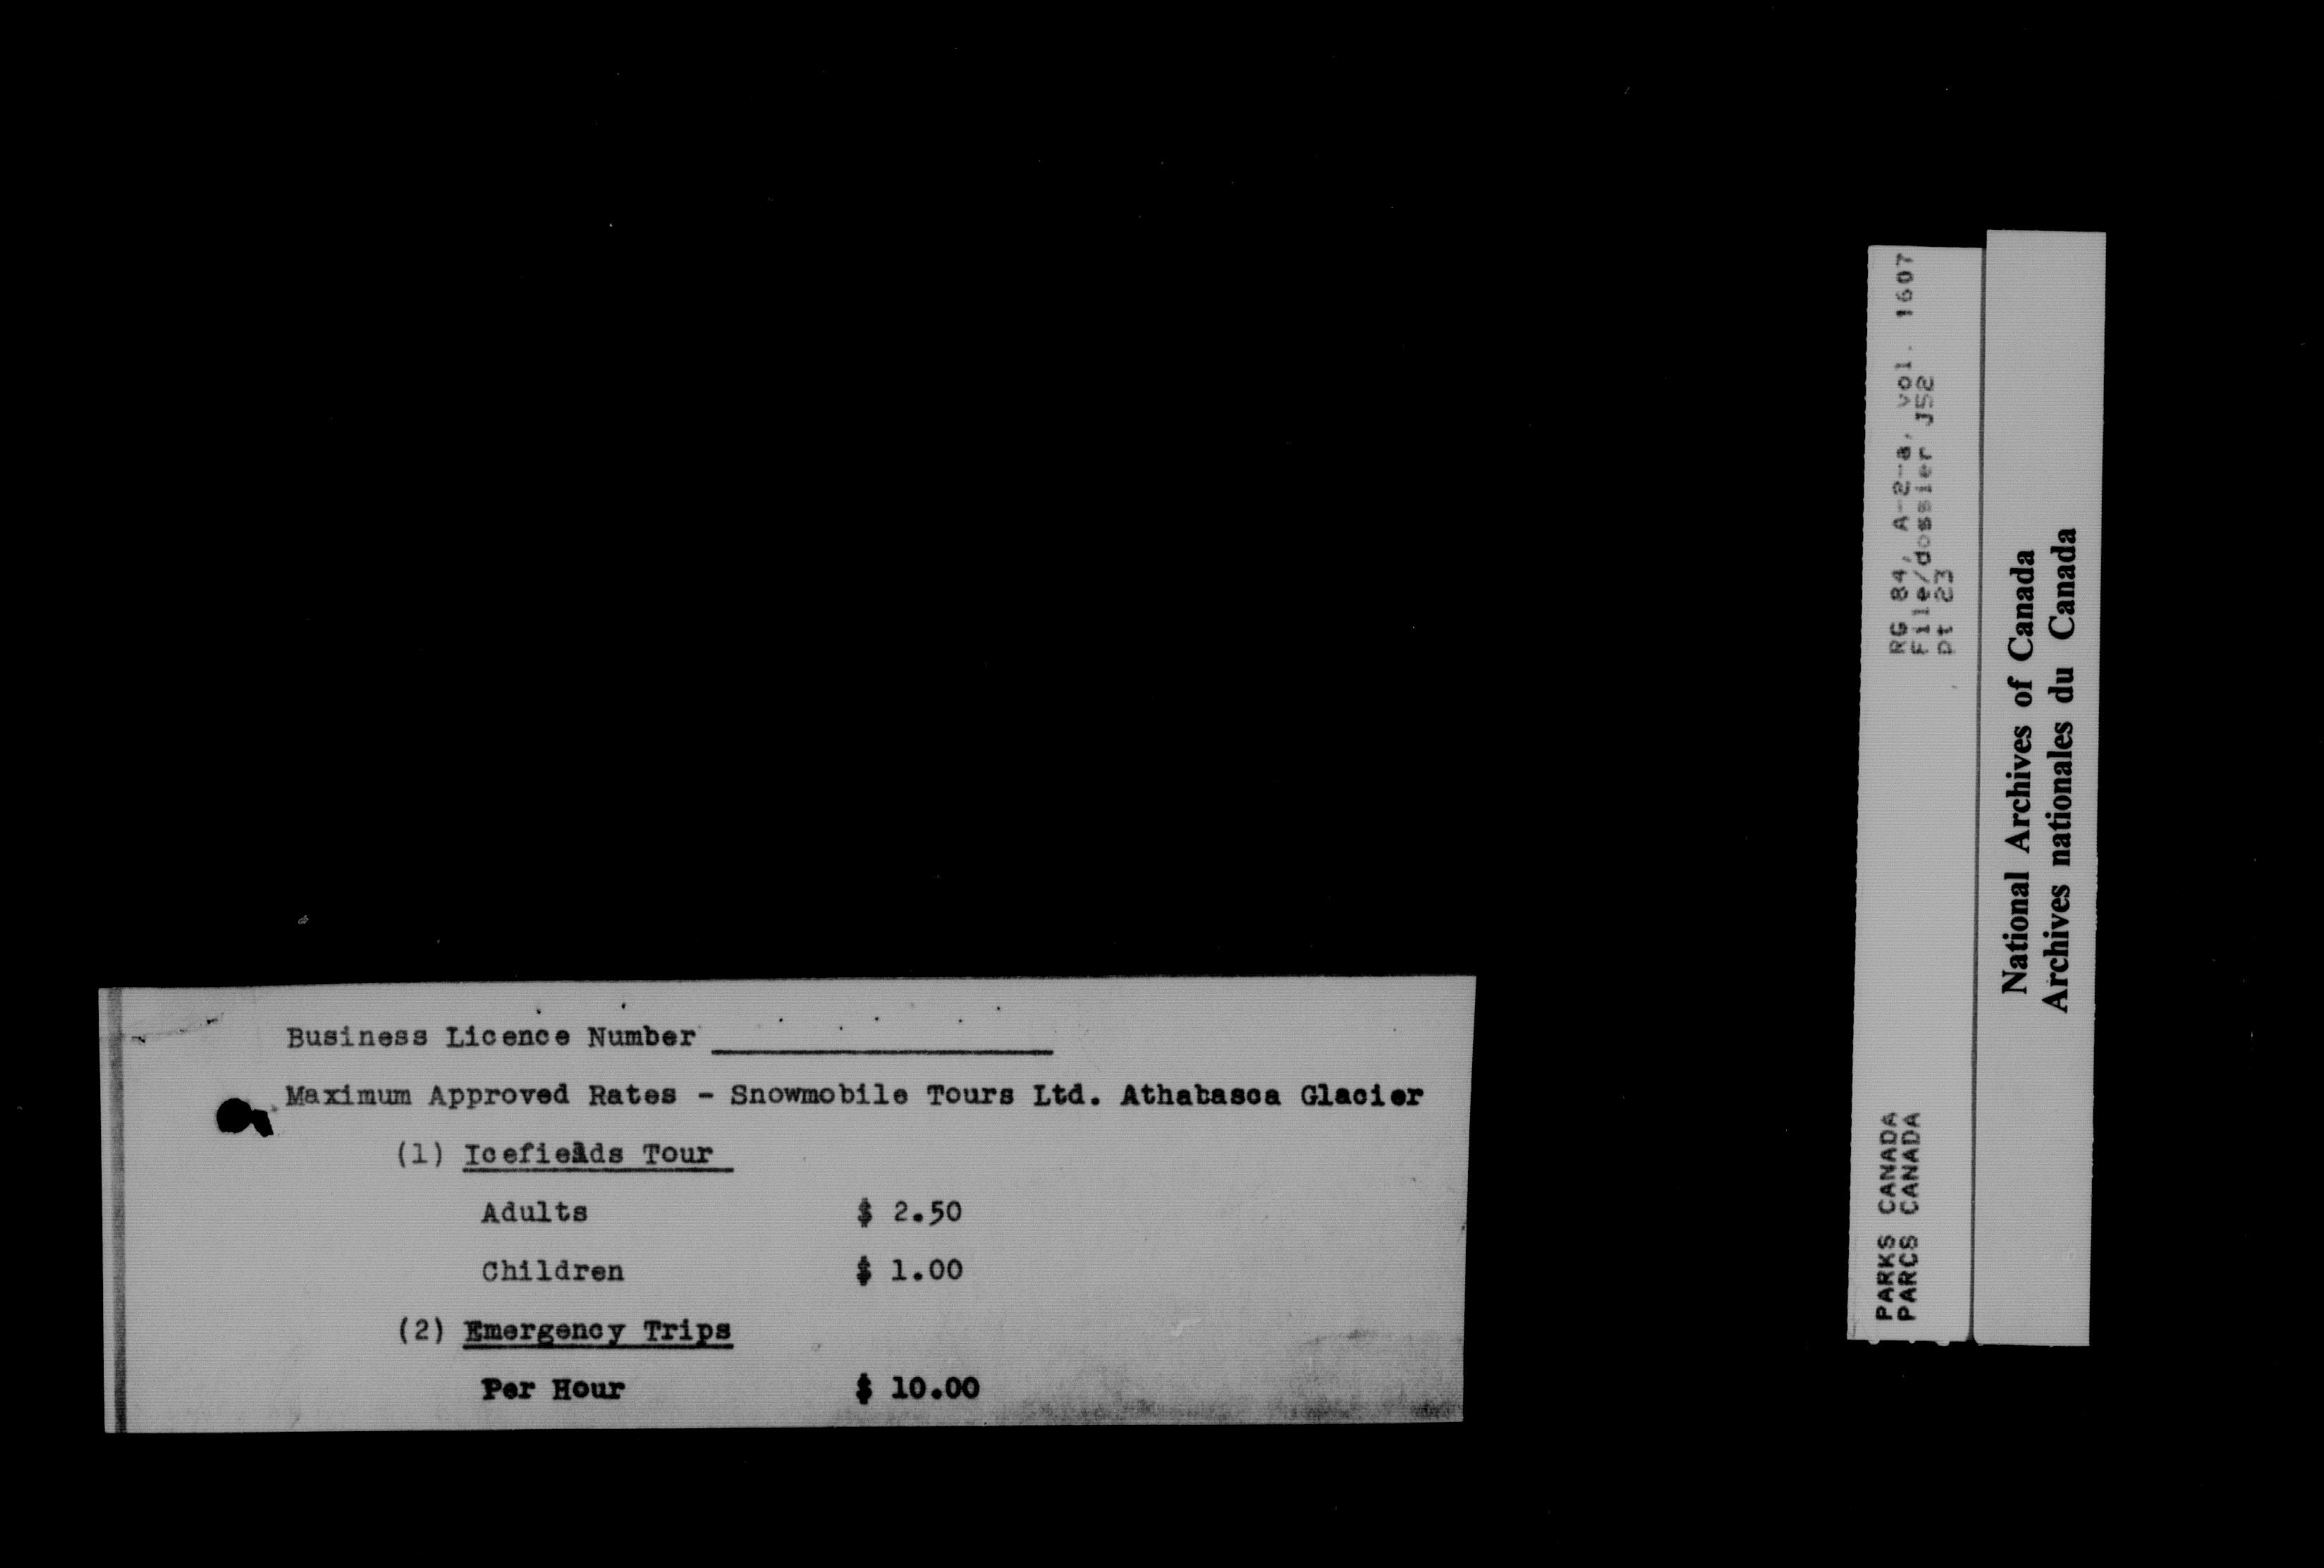 Business Licence Number
Maximum Approved Rates - Snowmobile Tours Ltd. Athabasca Glacier
(1) Icefields Tour
Adults $ 2.50
Children $ 1.00
(2) Emergency Trips
Per Hour $ 10.00
RG 84, A-2-a, vol. 1607
File/dossier J52
pt 23
PARKS CANADA
PARCS CANADA
National Archives of Canada
Archives nationales du Canada